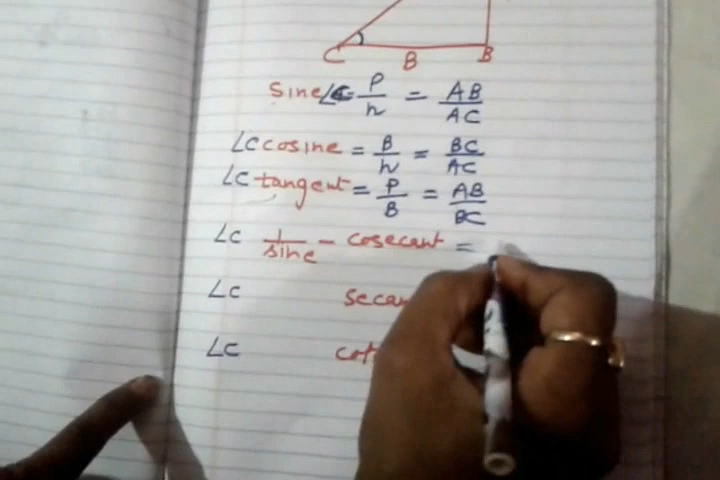 C B B
sine∠C = P/h = AB/AC
∠C cosine = B/h = BC/AC
∠C tangent = P/B = AB/BC
∠C 1/sine - cosecant =
∠C
∠C